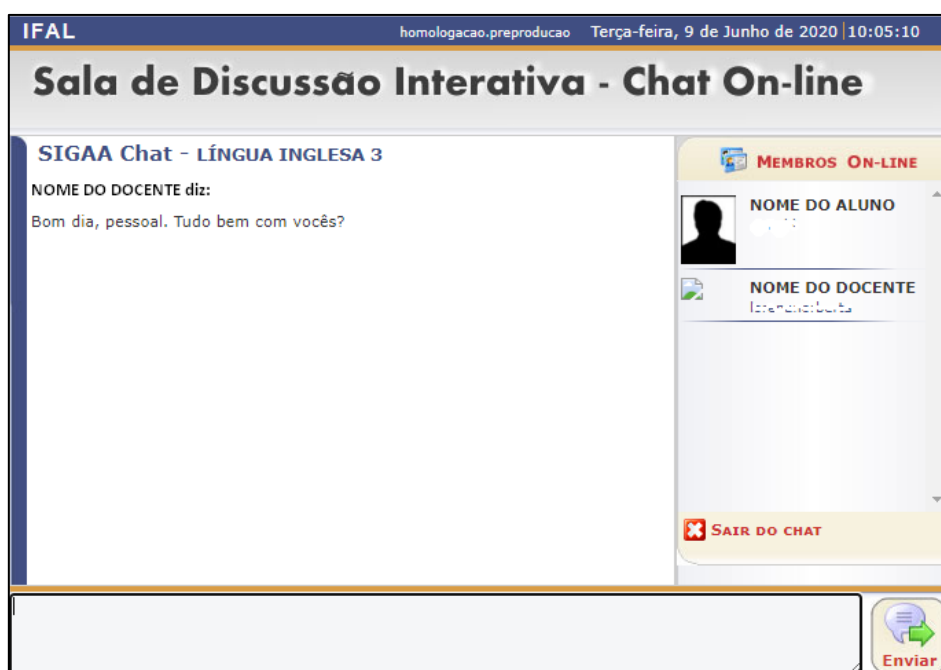 IFAL homologacao.preproducao Terça-feira, 9 de Junho de 2020 10:05:10
Sala de Discussão Interativa - Chat On-line
SIGAA Chat - LÍNGUA INGLESA 3
NOME DO DOCENTE diz:
Bom dia, pessoal. Tudo bem com vocês?
MEMBROS ON-LINE
NOME DO ALUNO
NOME DO DOCENTE
SAIR DO CHAT
Enviar